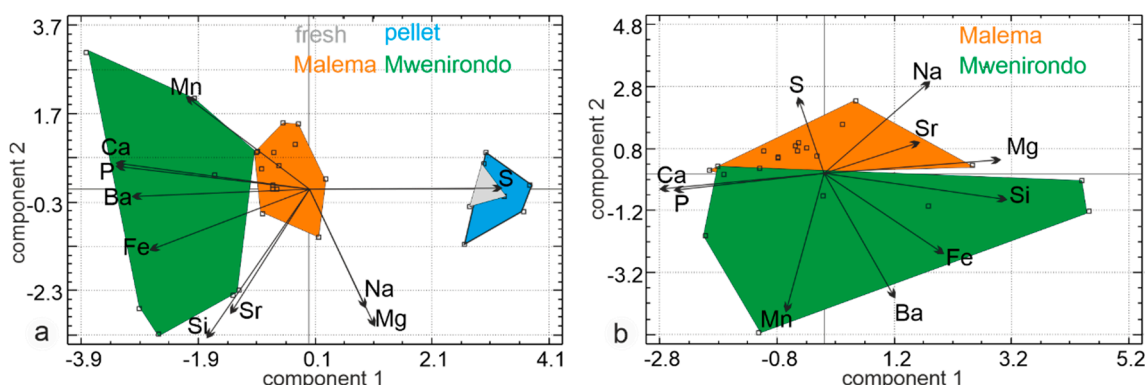 3.7
1.7
-0.3
-2.3
component 2
fresh pellet
Malema Mwenirondo
Mn
Ca
P
Ba
Fe
Si
Sr
S
Na
Mg
a
-3.9 -1.9 0.1 2.1 4.1
component 1
4.8
2.8
0.8
-1.2
-3.2
component 2
Malema
Mwenirondo
S
Na
Sr
Mg
Ca
P
Si
Fe
Mn
Ba
b
-2.8 -0.8 1.2 3.2 5.2
component 1